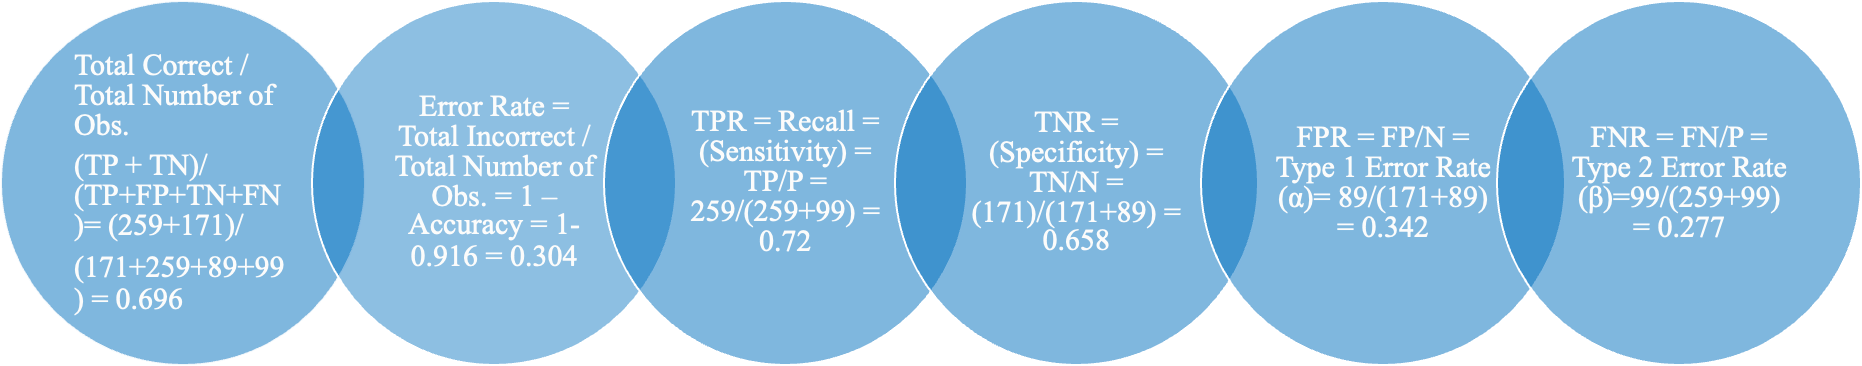 Total Correct /
Total Number of
Obs.
(TP + TN)/
(TP+FP+TN+FN
)= (259+171)/
(171+259+89+99
) = 0.696
Error Rate =
Total Incorrect /
Total Number of
Obs. = 1 –
Accuracy = 1-
0.916 = 0.304
TPR = Recall =
(Sensitivity) =
TP/P =
259/(259+99) =
0.72
TNR =
(Specificity) =
TN/N =
(171)/(171+89) =
0.658
FPR = FP/N =
Type 1 Error Rate
(α)= 89/(171+89)
= 0.342
FNR = FN/P =
Type 2 Error Rate
(β)=99/(259+99)
= 0.277